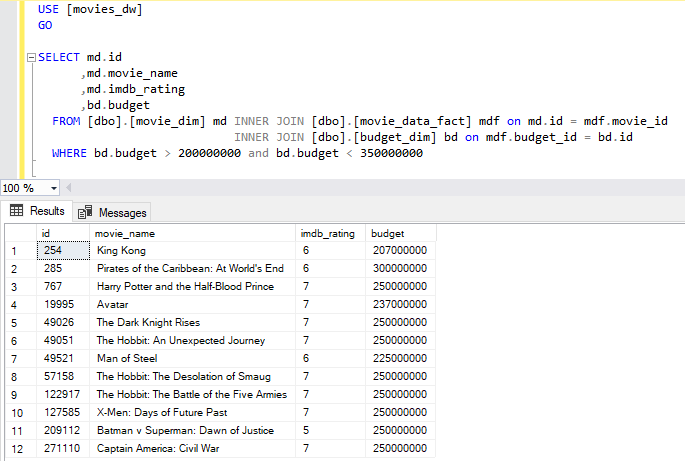 USE [movies_dw]
GO
SELECT md.id
,md.movie_name
,md.imdb_rating
,bd.budget
FROM [dbo].[movie_dim] md INNER JOIN [dbo].[movie_data_fact] mdf on md.id = mdf.movie_id
INNER JOIN [dbo].[budget_dim] bd on mdf.budget_id = bd.id
WHERE bd.budget > 200000000 and bd.budget < 350000000
100 %
Results Messages
id movie_name imdb_rating budget
1 254 King Kong 6 207000000
2 285 Pirates of the Caribbean: At World's End 6 300000000
3 767 Harry Potter and the Half-Blood Prince 7 250000000
4 19995 Avatar 7 237000000
5 49026 The Dark Knight Rises 7 250000000
6 49051 The Hobbit: An Unexpected Journey 7 250000000
7 49521 Man of Steel 6 225000000
8 57158 The Hobbit: The Desolation of Smaug 7 250000000
9 122917 The Hobbit: The Battle of the Five Armies 7 250000000
10 127585 X-Men: Days of Future Past 7 250000000
11 209112 Batman v Superman: Dawn of Justice 5 250000000
12 271110 Captain America: Civil War 7 250000000